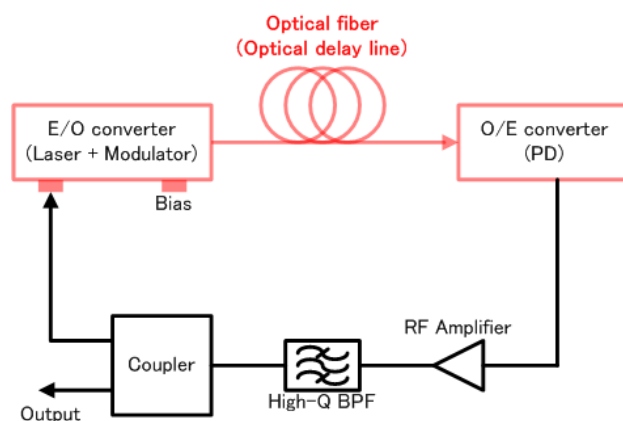 Optical fiber
(Optical delay line)
E/O converter
(Laser + Modulator)
O/E converter
(PD)
Bias
RF Amplifier
Coupler
High-Q BPF
Output